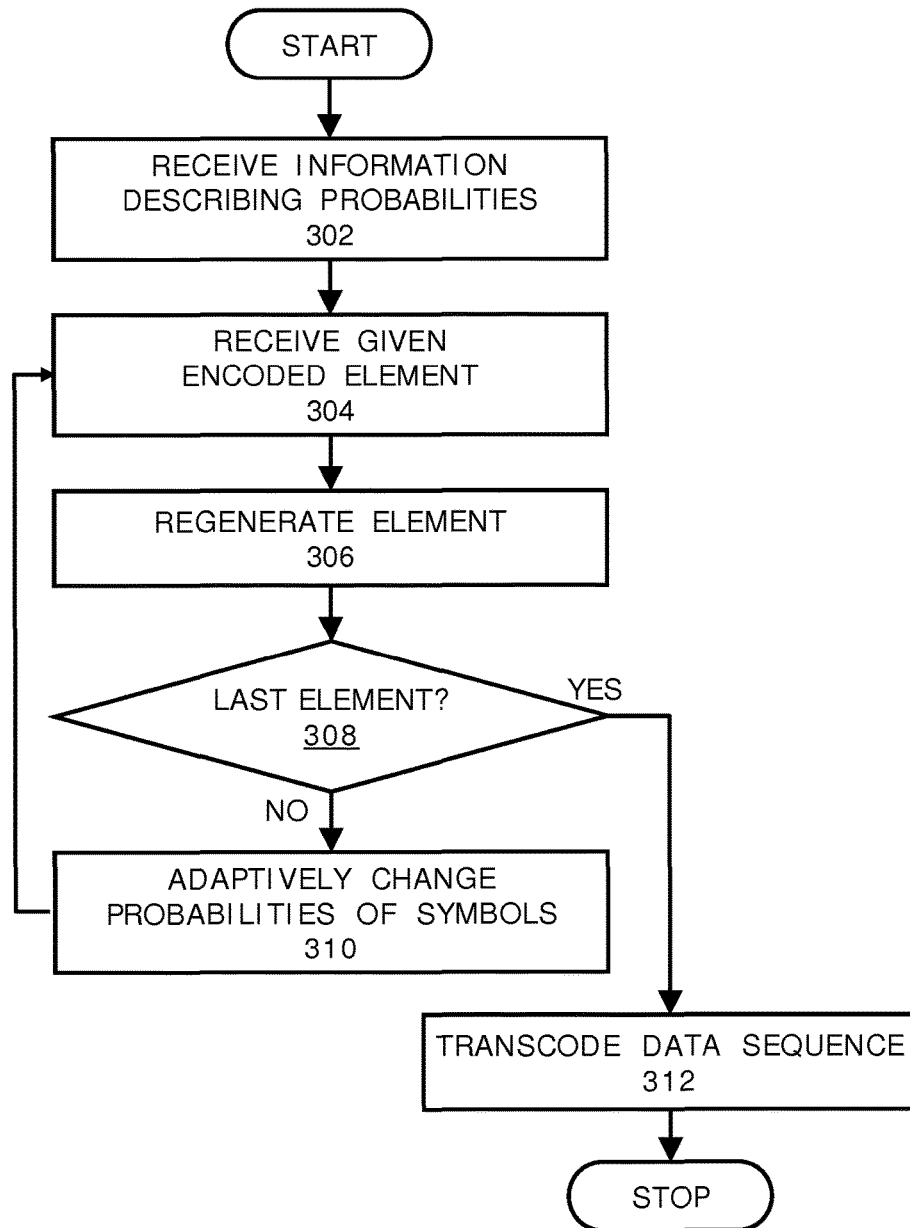 START
RECEIVE INFORMATION
DESCRIBING PROBABILITIES
302
RECEIVE GIVEN
ENCODED ELEMENT
304
REGENERATE ELEMENT
306
LAST ELEMENT?
308
YES
NO
ADAPTIVELY CHANGE
PROBABILITIES OF SYMBOLS
310
TRANSCODE DATA SEQUENCE
312
STOP